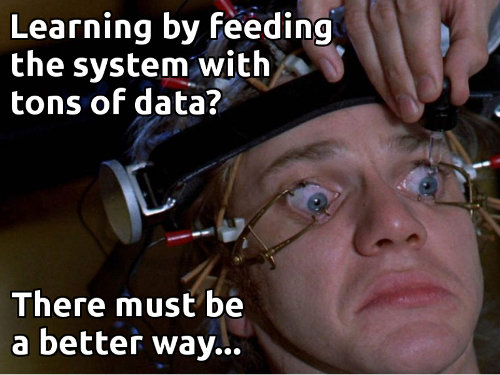 Learning by feeding
the system with
tons of data?
There must be
a better way...